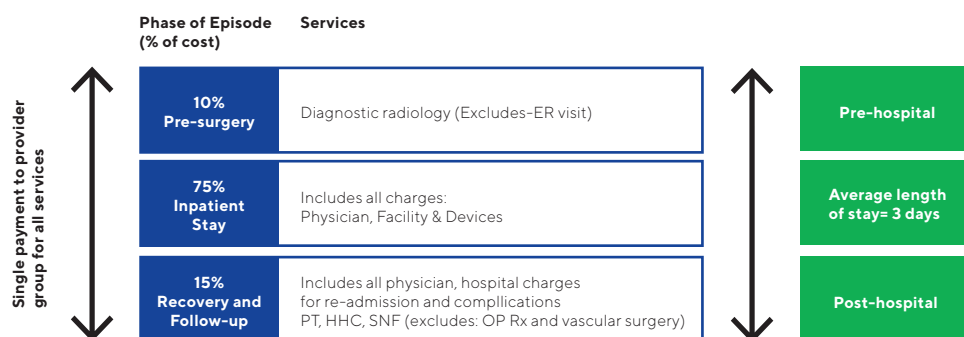 Phase of Episode
(% of cost)
Services
Single payment to provider
group for all services
10%
Pre-surgery
Diagnostic radiology (Excludes-ER visit)
Pre-hospital
75%
Inpatient
Stay
Includes all charges:
Physician, Facility & Devices
Average length
of stay= 3 days
15%
Recovery and
Follow-up
Includes all physician, hospital charges
for re-admission and compllications
PT, HHC, SNF (excludes: OP Rx and vascular surgery)
Post-hospital